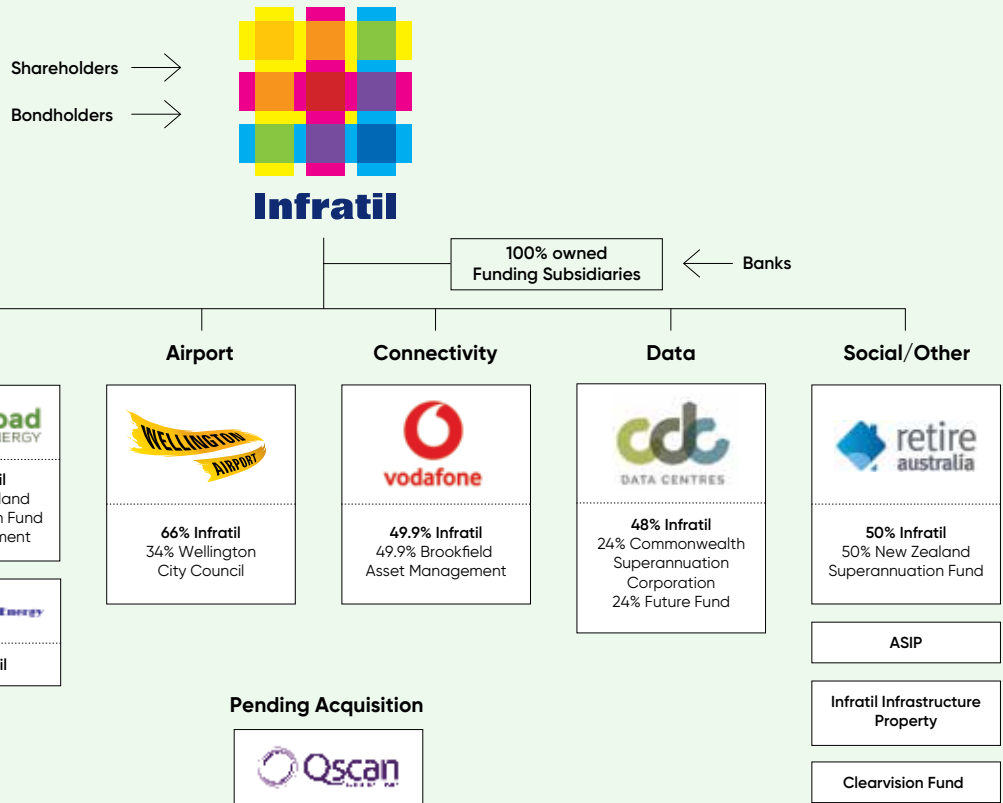 Shareholders
Bondholders
Infratil
100% owned
Funding Subsidiaries
Banks
Airport
Connectivity
Data
Social/Other
WELLINGTON
AIRPORT
66% Infratil
34% Wellington
City Council
vodafone
49.9% Infratil
49.9% Brookfield
Asset Management
cdc
DATA CENTRES
48% Infratil
24% Commonwealth
Superannuation
Corporation
24% Future Fund
retire
australia
50% Infratil
50% New Zealand
Superannuation Fund
ASIP
Infratil Infrastructure
Property
Clearvision Fund
Fund
Energy
Pending Acquisition
Qscan